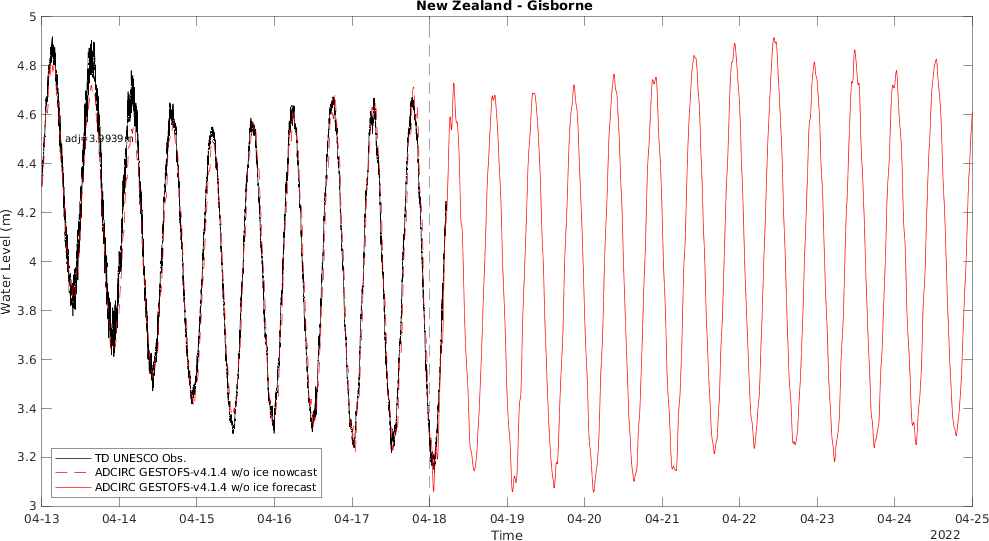 New Zealand - Gisborne
Water Level (m)
5
4.8
4.6
4.4
4.2
4
3.8
3.6
3.4
3.2
3
adj=3.9939m
TD UNESCO Obs.
ADCIRC GESTOFS-v4.1.4 w/o ice nowcast
ADCIRC GESTOFS-v4.1.4 w/o ice forecast
04-13 04-14 04-15 04-16 04-17 04-18 04-19 04-20 04-21 04-22 04-23 04-24 04-25
Time
2022